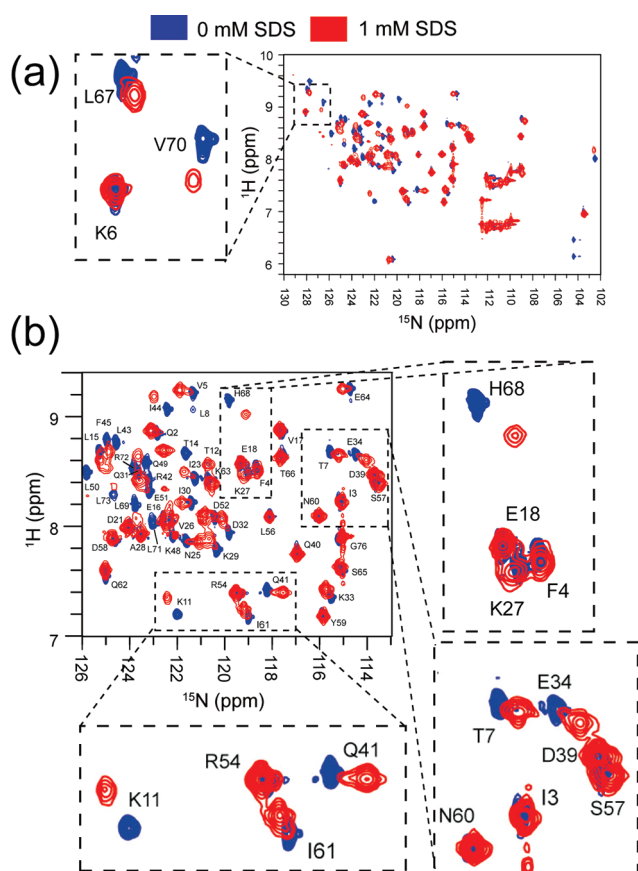 0 mM SDS 1 mM SDS
(a)
L67
V70
K6
10
9
8
7
6
¹H (ppm)
130 128 126 124 122 120 118 116 114 112 110 108 106 104 102
¹⁵N (ppm)
(b)
V5 H68 E64
I44 L8
F45 L43 Q2 V17
L15 T14 T12 E18 T7 E34
R72 Q49 I23 K63 F4 T66 D39
Q31 R42 K27 S57
L50 L73 E51 I30 I3
L69 E16 D52 N60
D21 V26 D32 L56
D58 A28 L71 K48 N25 K29 Q40 G76
S65
Q62 R54 Q41 K33
K11 I61 Y59
9
8
7
¹H (ppm)
126 124 122 120 118 116 114
¹⁵N (ppm)
H68
E18
K27
F4
T7
E34
D39
S57
I3
N60
R54
Q41
K11
I61